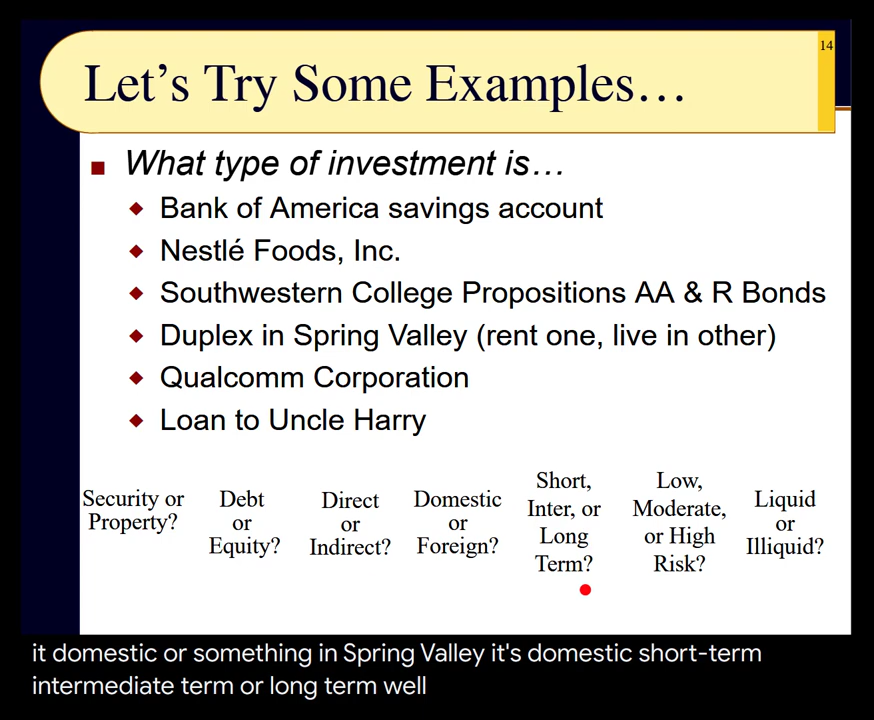 14
Let's Try Some Examples…
What type of investment is…
Bank of America savings account
Nestlé Foods, Inc.
Southwestern College Propositions AA & R Bonds
Duplex in Spring Valley (rent one, live in other)
Qualcomm Corporation
Loan to Uncle Harry
Security or
Property?
Debt
or
Equity?
Direct
or
Indirect?
Domestic
or
Foreign?
Short,
Inter, or
Long
Term?
Low,
Moderate,
or High
Risk?
Liquid
or
Illiquid?
it domestic or something in Spring Valley it's domestic short-term
intermediate term or long term well